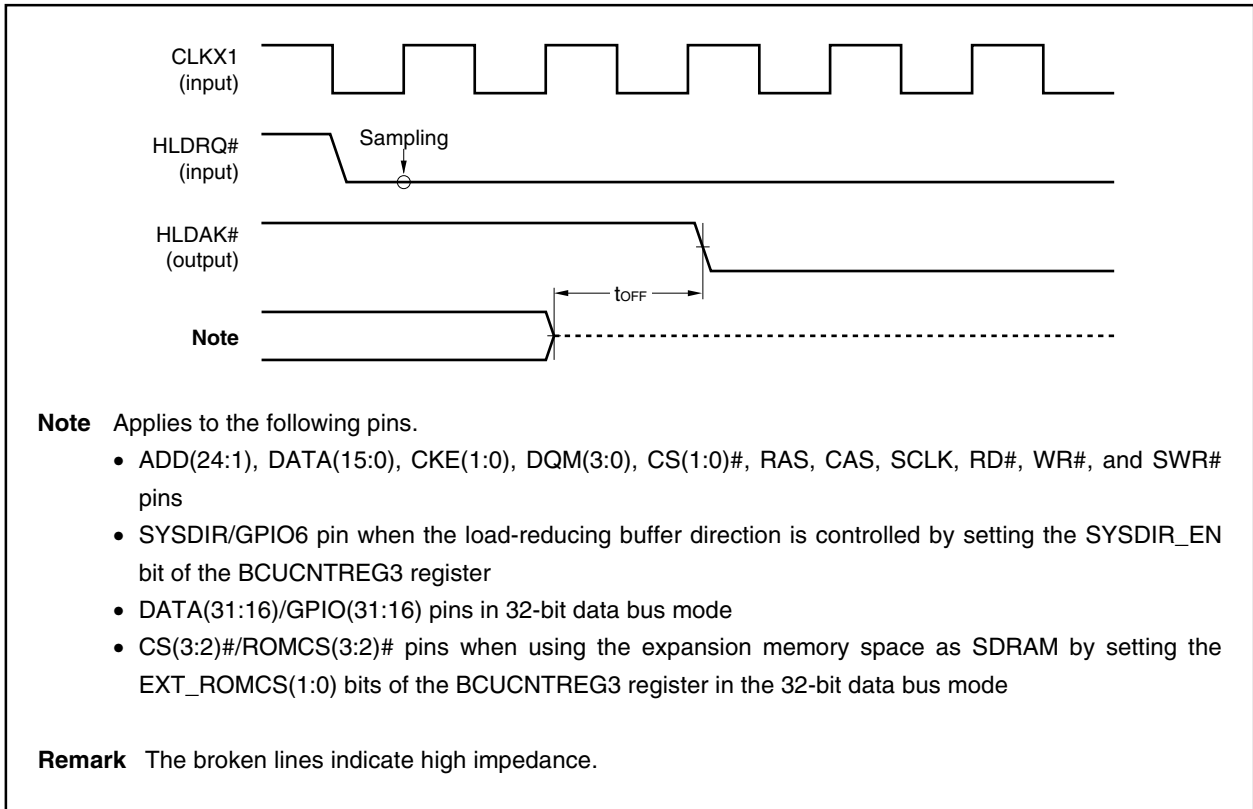 CLKX1
(input)
HLDRQ#
(input)
Sampling
HLDAK#
(output)
tOFF
Note
Note Applies to the following pins.
• ADD(24:1), DATA(15:0), CKE(1:0), DQM(3:0), CS(1:0)#, RAS, CAS, SCLK, RD#, WR#, and SWR#
pins
• SYSDIR/GPIO6 pin when the load-reducing buffer direction is controlled by setting the SYSDIR_EN
bit of the BCUCNTREG3 register
• DATA(31:16)/GPIO(31:16) pins in 32-bit data bus mode
• CS(3:2)#/ROMCS(3:2)# pins when using the expansion memory space as SDRAM by setting the
EXT_ROMCS(1:0) bits of the BCUCNTREG3 register in the 32-bit data bus mode
Remark The broken lines indicate high impedance.